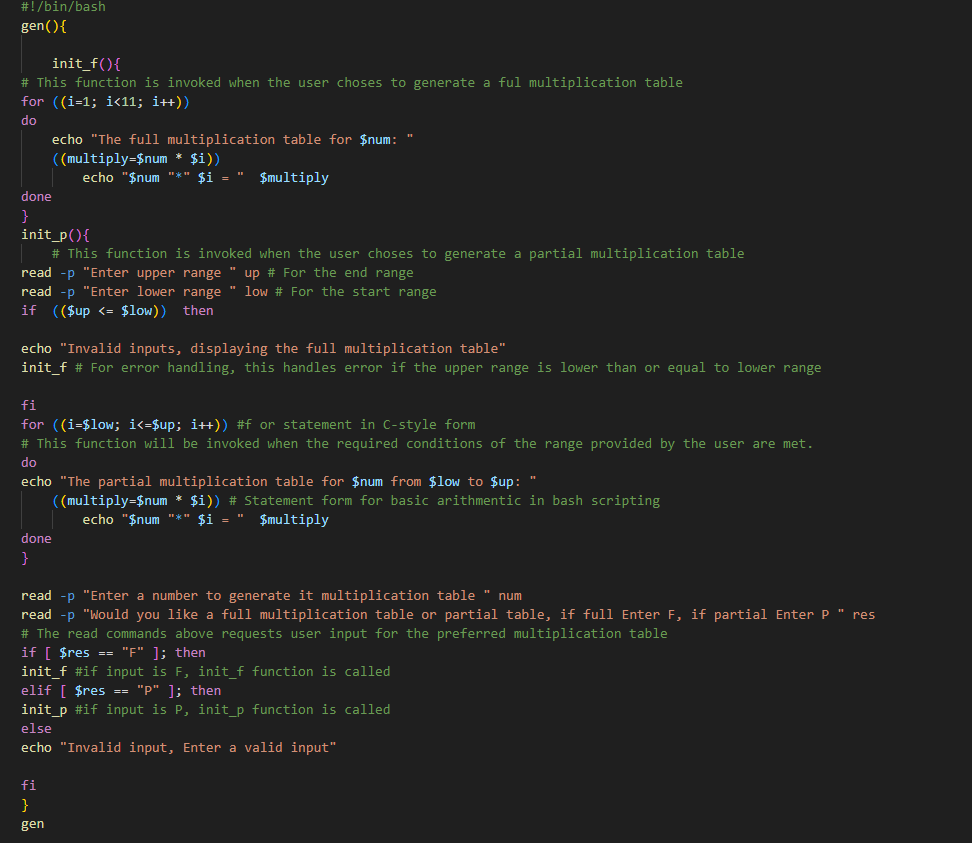 #!/bin/bash
gen(){
init_f(){
# This function is invoked when the user choses to generate a ful multiplication table
for ((i=1; i<11; i++))
do
echo "The full multiplication table for $num: "
((multiply=$num * $i))
echo "$num "*" $i = "  $multiply
done
}
init_p(){
# This function is invoked when the user choses to generate a partial multiplication table
read -p "Enter upper range " up # For the end range
read -p "Enter lower range " low # For the start range
if  (($up <= $low))  then
echo "Invalid inputs, displaying the full multiplication table"
init_f # For error handling, this handles error if the upper range is lower than or equal to lower range
fi
for ((i=$low; i<=$up; i++)) #f or statement in C-style form
# This function will be invoked when the required conditions of the range provided by the user are met.
do
echo "The partial multiplication table for $num from $low to $up: "
((multiply=$num * $i)) # Statement form for basic arithmentic in bash scripting
echo "$num "*" $i = "  $multiply
done
}
read -p "Enter a number to generate it multiplication table " num
read -p "Would you like a full multiplication table or partial table, if full Enter F, if partial Enter P " res
# The read commands above requests user input for the preferred multiplication table
if [ $res == "F" ]; then
init_f #if input is F, init_f function is called
elif [ $res == "P" ]; then
init_p #if input is P, init_p function is called
else
echo "Invalid input, Enter a valid input"
fi
}
gen